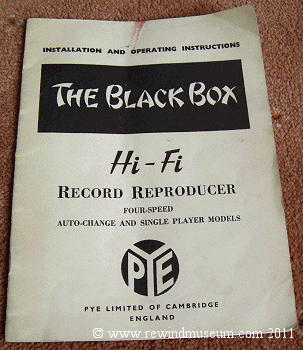 INSTALLATION AND OPERATING INSTRUCTIONS
THE BLACK BOX
Hi-Fi
RECORD REPRODUCER
FOUR-SPEED
AUTO-CHANGE AND SINGLE PLAYER MODELS
PYE
PYE LIMITED OF CAMBRIDGE
ENGLAND
© www.rewindmuseum.com 2011